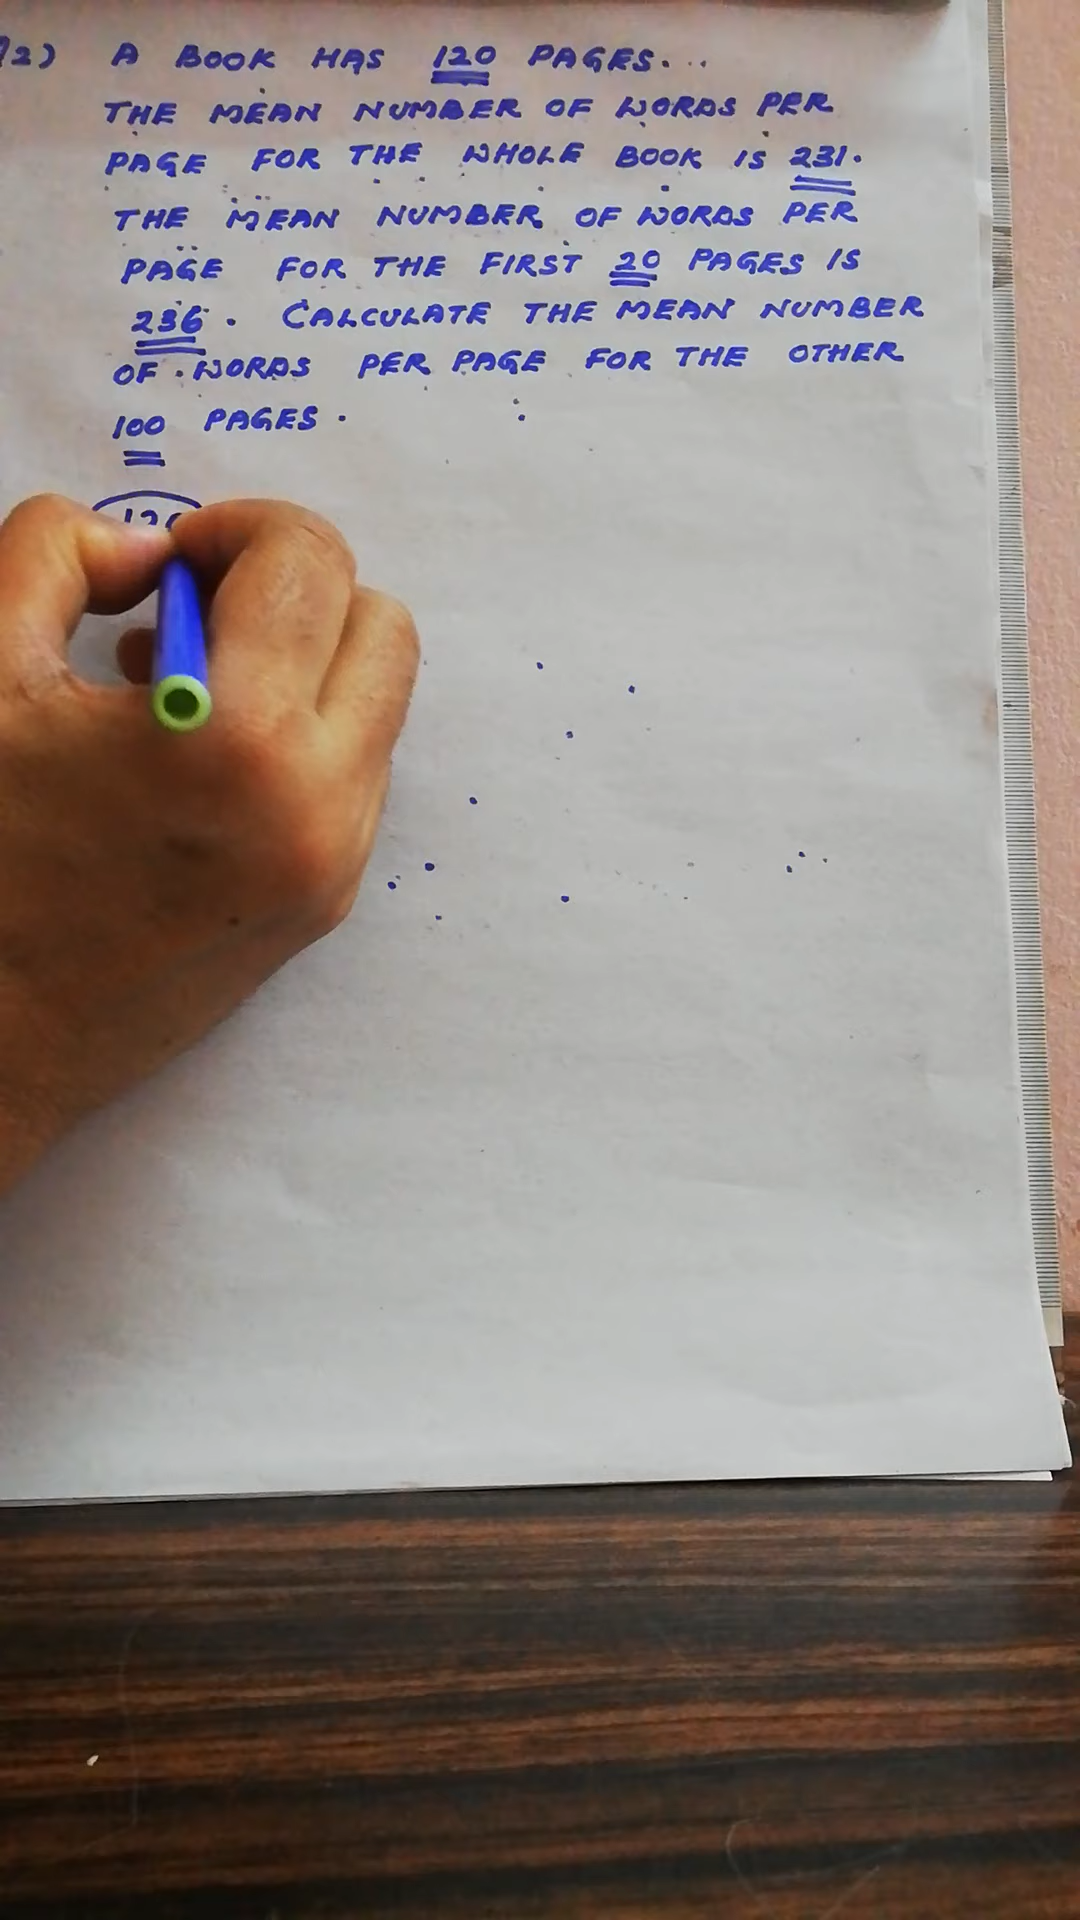 12) A BOOK HAS 120 PAGES.
THE MEAN NUMBER OF WORDS PER
PAGE FOR THE WHOLE BOOK IS 231.
THE MEAN NUMBER OF WORDS PER
PAGE FOR THE FIRST 20 PAGES IS
236. CALCULATE THE MEAN NUMBER
OF WORDS PER PAGE FOR THE OTHER
100 PAGES.